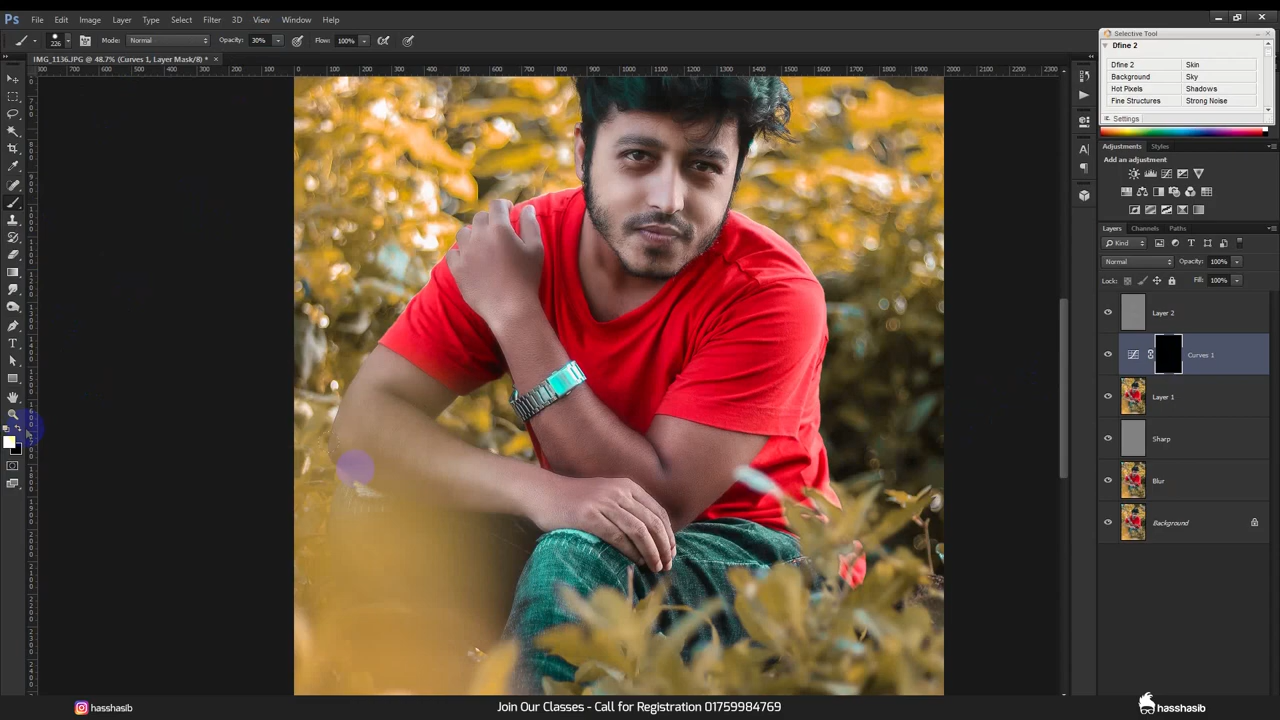 Ps File Edit Image Layer Type Select Filter 3D View Window Help
226 Mode: Normal Opacity: 30% Flow: 100%
IMG_1136.JPG @ 48.7% (Curves 1, Layer Mask/8) * ×
Selective Tool
Dfine 2
Dfine 2 Skin
Background Sky
Hot Pixels Shadows
Fine Structures Strong Noise
Settings
Adjustments Styles
Add an adjustment
Layers Channels Paths
Kind
Normal Opacity: 100%
Lock: Fill: 100%
Layer 2
Curves 1
Layer 1
Sharp
Blur
Background
hasshasib
Join Our Classes - Call for Registration 01759984769
hasshasib